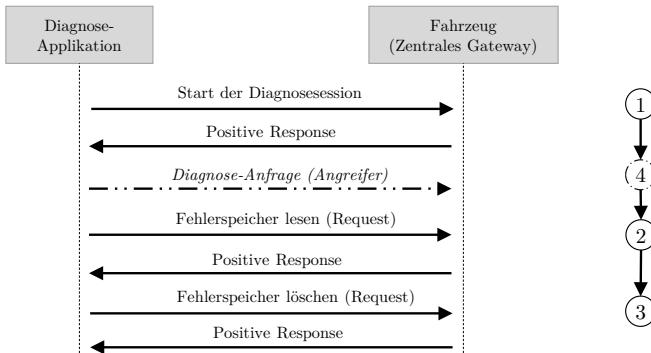 Diagnose-
Applikation
Fahrzeug
(Zentrales Gateway)
Start der Diagnosesession
1
Positive Response
Diagnose-Anfrage (Angreifer)
4
Fehlerspeicher lesen (Request)
2
Positive Response
Fehlerspeicher löschen (Request)
3
Positive Response